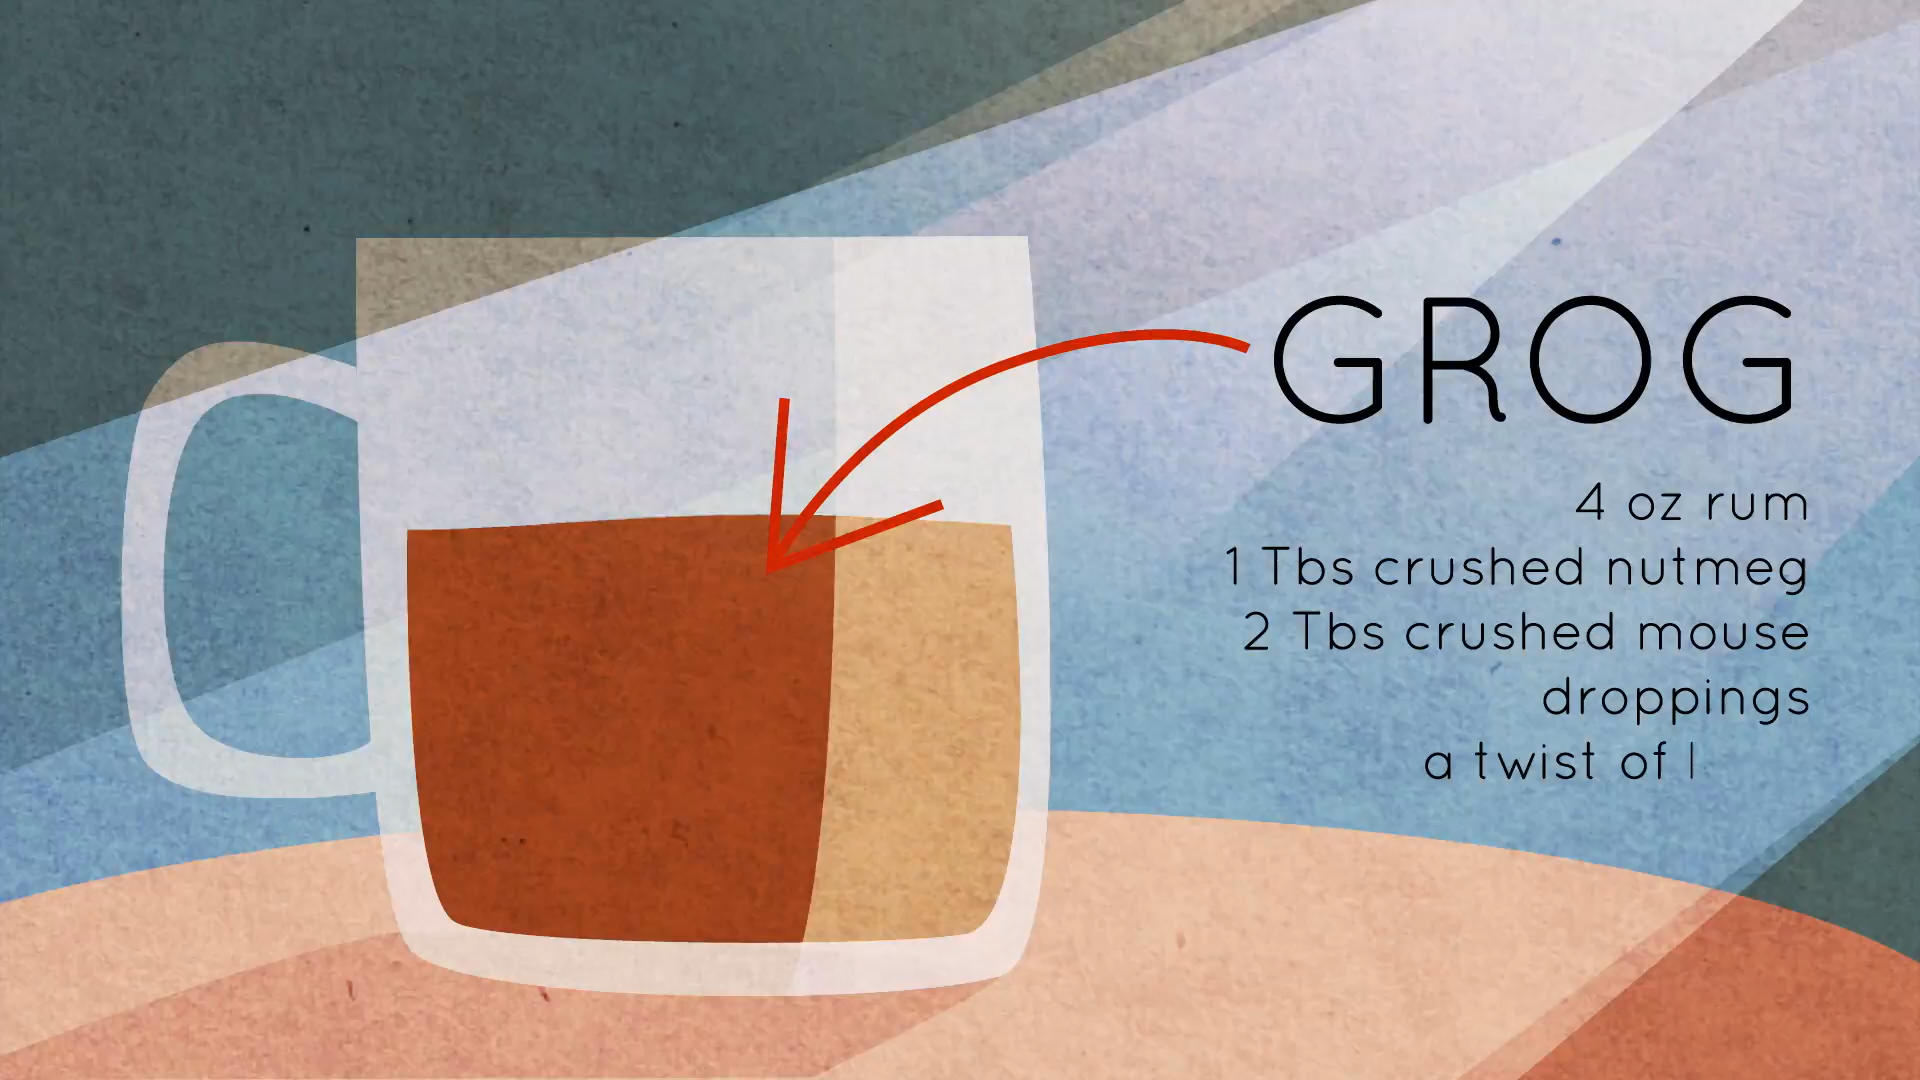 GROG
4 oz rum
1 Tbs crushed nutmeg
2 Tbs crushed mouse
droppings
a twist of l